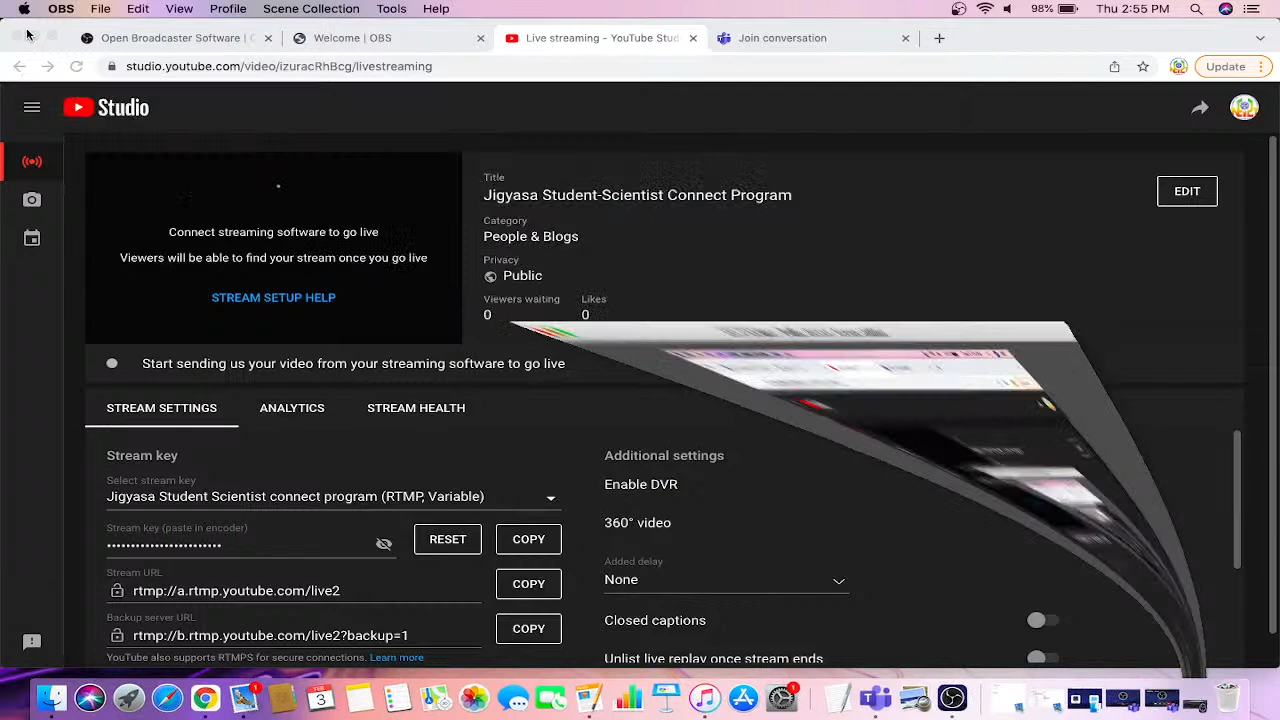 OBS File Edit View Profile Scene Collection Tools Help 98% Thu 2:55 PM
Open Broadcaster Software | Welcome | OBS Live streaming - YouTube Stud Join conversation
studio.youtube.com/video/izuracRhBcg/livestreaming Update
Studio
Title
Jigyasa Student-Scientist Connect Program
EDIT
Category
People & Blogs
Privacy
Public
Viewers waiting Likes
0 0
Connect streaming software to go live
Viewers will be able to find your stream once you go live
STREAM SETUP HELP
Start sending us your video from your streaming software to go live
STREAM SETTINGS ANALYTICS STREAM HEALTH
Stream key
Select stream key
Jigyasa Student Scientist connect program (RTMP, Variable)
Stream key (paste in encoder)
RESET COPY
Stream URL
rtmp://a.rtmp.youtube.com/live2
COPY
Backup server URL
rtmp://b.rtmp.youtube.com/live2?backup=1
COPY
YouTube also supports RTMPS for secure connections. Learn more
Additional settings
Enable DVR
360° video
Added delay
None
Closed captions
Unlist live replay once stream ends
1 3 1